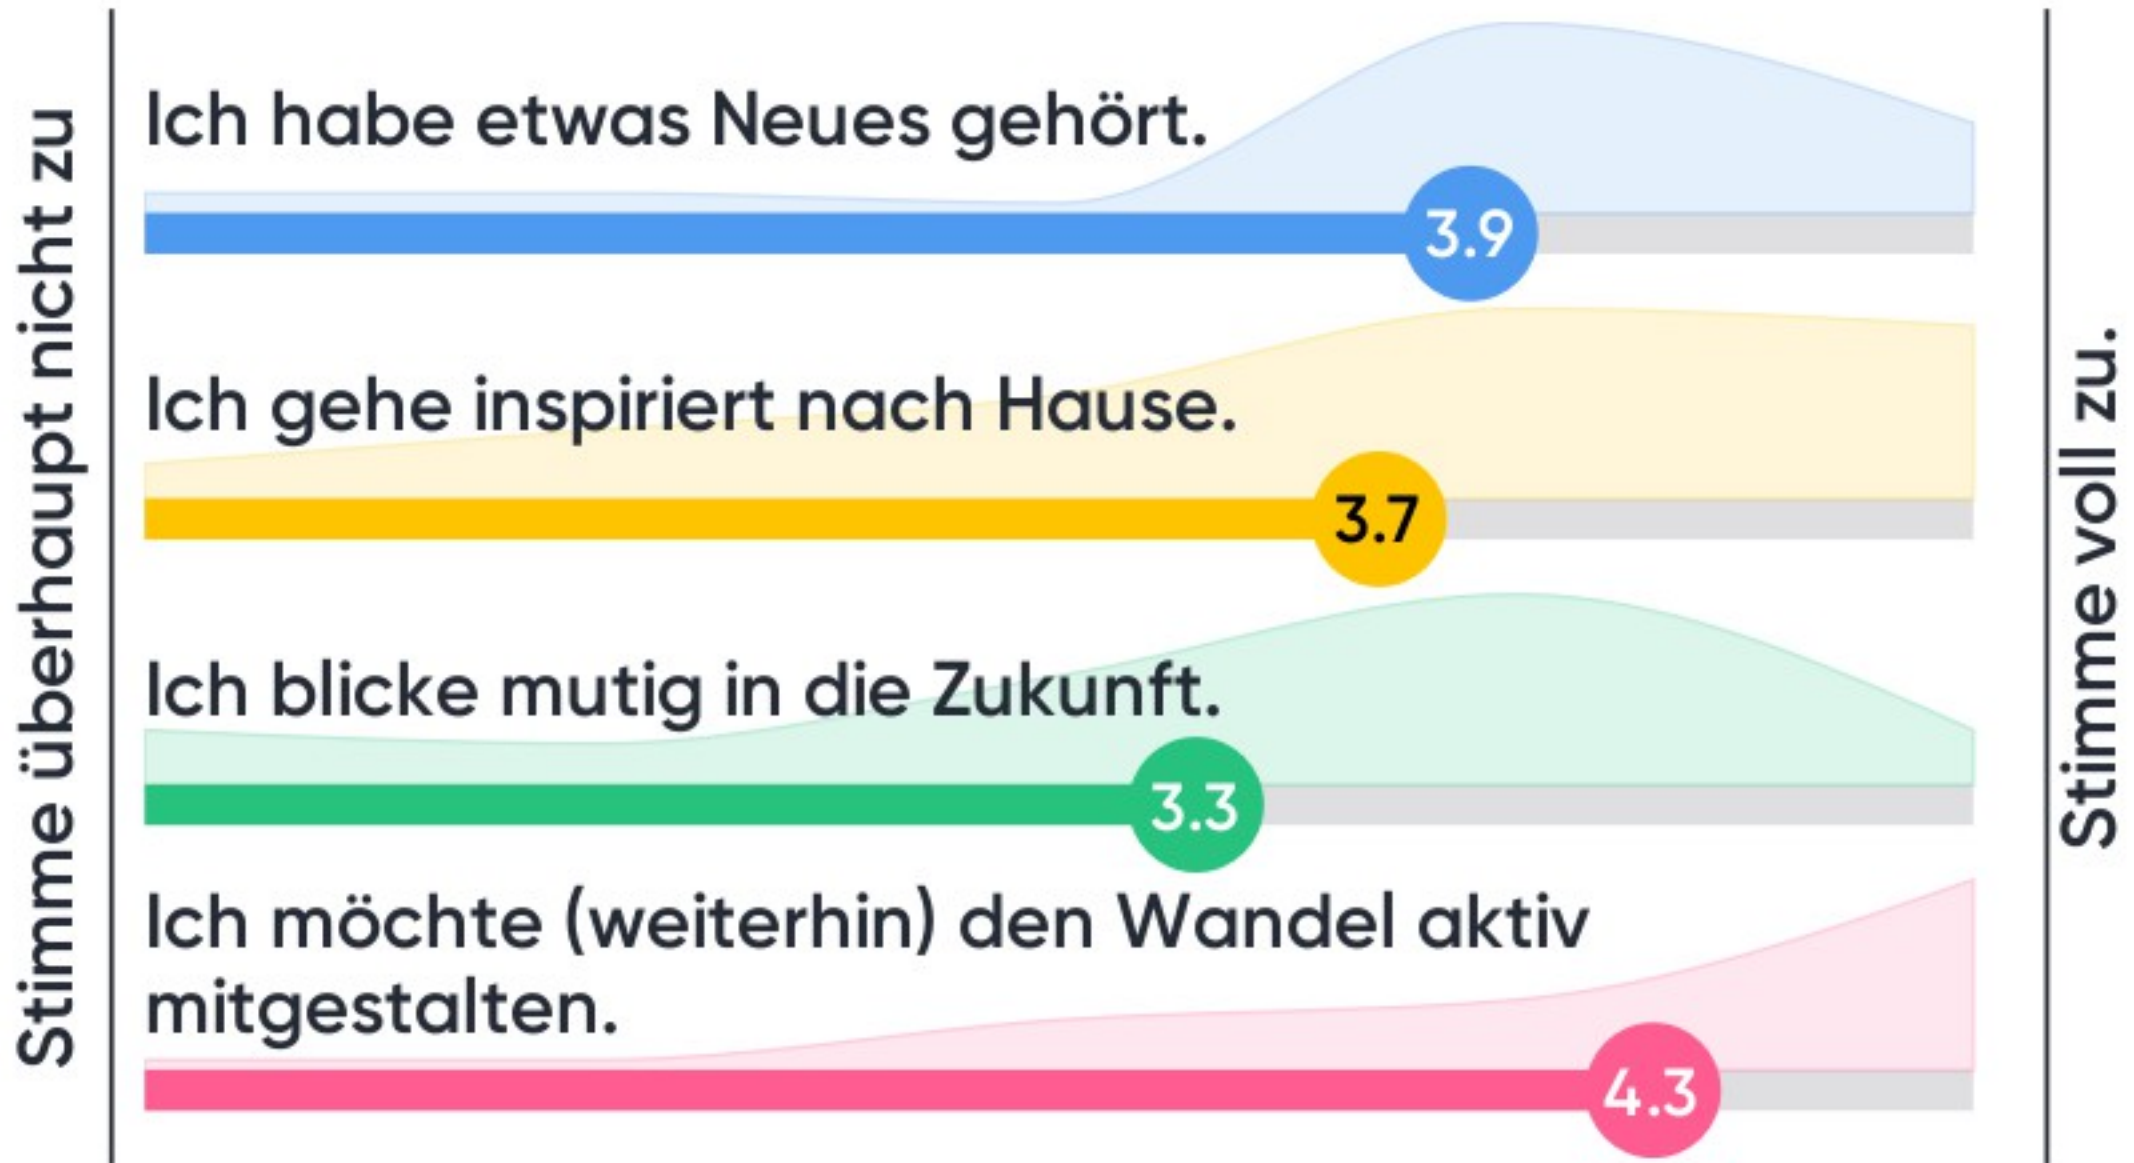 Stimme überhaupt nicht zu
Ich habe etwas Neues gehört.
3.9
Ich gehe inspiriert nach Hause.
3.7
Ich blicke mutig in die Zukunft.
3.3
Ich möchte (weiterhin) den Wandel aktiv
mitgestalten.
4.3
Stimme voll zu.